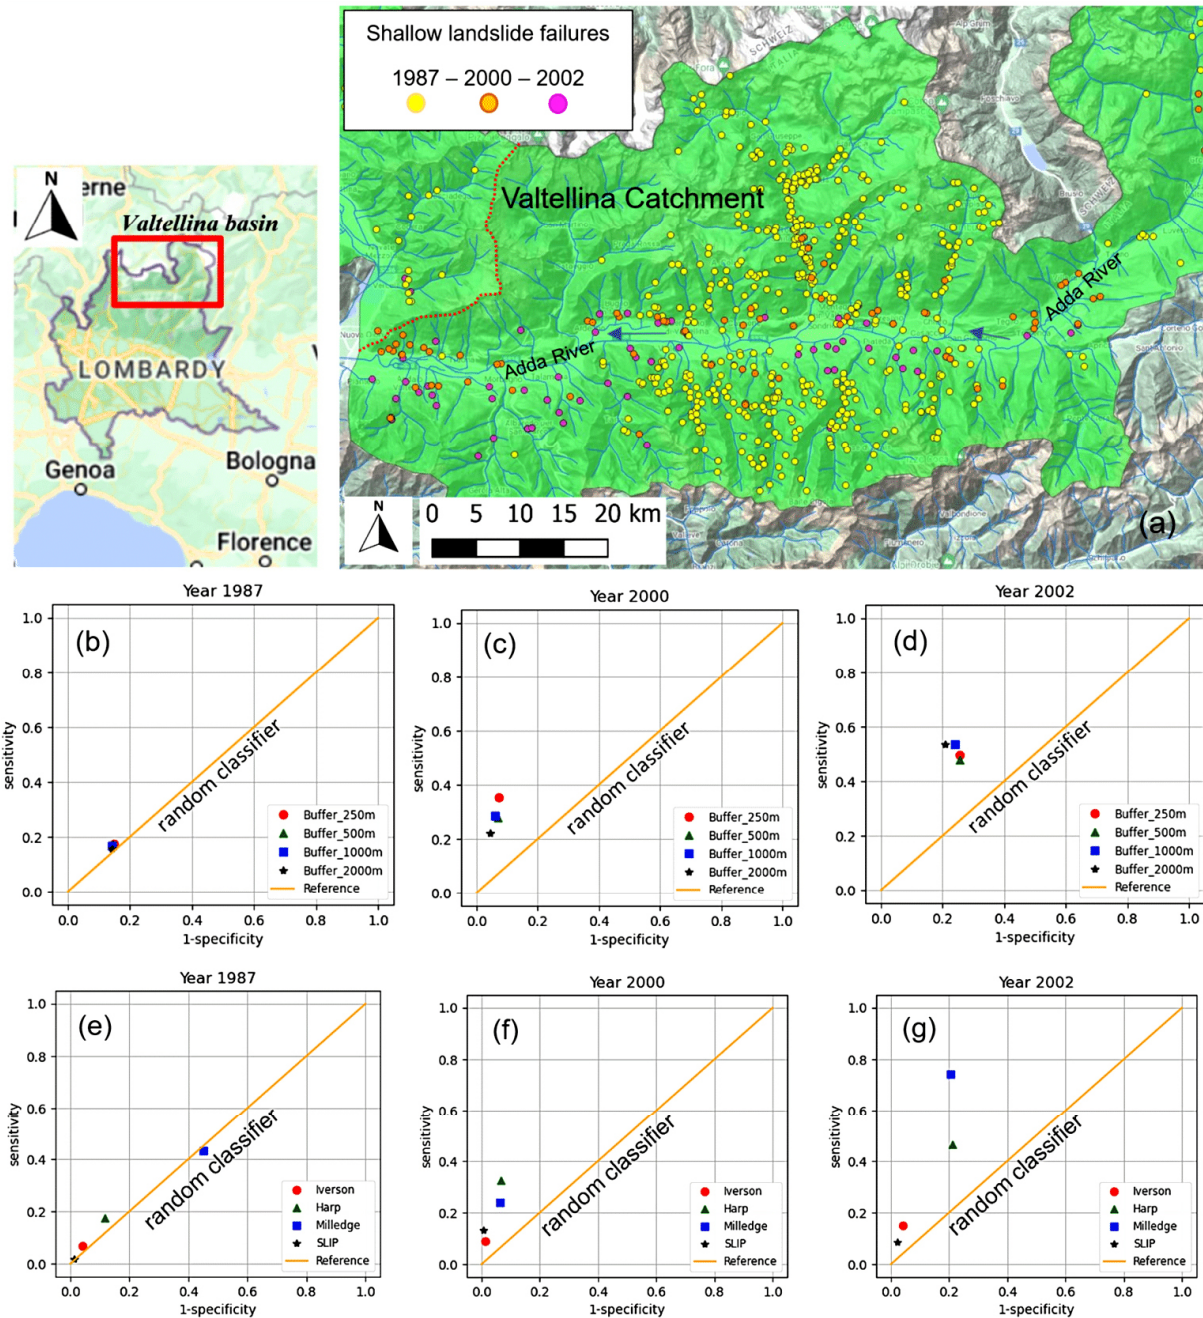 Shallow landslide failures
1987 – 2000 – 2002
SCHWEIZ
ITALIA
Valtellina Catchment
Poschiavo
Brusio
SCHWEIZ
Adda River
Adda River
0 5 10 15 20 km
N
(a)
N
erne
Valtellina basin
LOMBARDY
Genoa
Bologna
Florence
Year 1987
(b)
sensitivity
1.0
0.8
0.6
0.4
0.2
0.0
random classifier
Buffer_250m
Buffer_500m
Buffer_1000m
Buffer_2000m
Reference
0.0 0.2 0.4 0.6 0.8 1.0
1-specificity
Year 2000
(c)
sensitivity
1.0
0.8
0.6
0.4
0.2
0.0
random classifier
Buffer_250m
Buffer_500m
Buffer_1000m
Buffer_2000m
Reference
0.0 0.2 0.4 0.6 0.8 1.0
1-specificity
Year 2002
(d)
sensitivity
1.0
0.8
0.6
0.4
0.2
0.0
random classifier
Buffer_250m
Buffer_500m
Buffer_1000m
Buffer_2000m
Reference
0.0 0.2 0.4 0.6 0.8 1.0
1-specificity
Year 1987
(e)
sensitivity
1.0
0.8
0.6
0.4
0.2
0.0
random classifier
Iverson
Harp
Milledge
SLIP
Reference
0.0 0.2 0.4 0.6 0.8 1.0
1-specificity
Year 2000
(f)
sensitivity
1.0
0.8
0.6
0.4
0.2
0.0
random classifier
Iverson
Harp
Milledge
SLIP
Reference
0.0 0.2 0.4 0.6 0.8 1.0
1-specificity
Year 2002
(g)
sensitivity
1.0
0.8
0.6
0.4
0.2
0.0
random classifier
Iverson
Harp
Milledge
SLIP
Reference
0.0 0.2 0.4 0.6 0.8 1.0
1-specificity